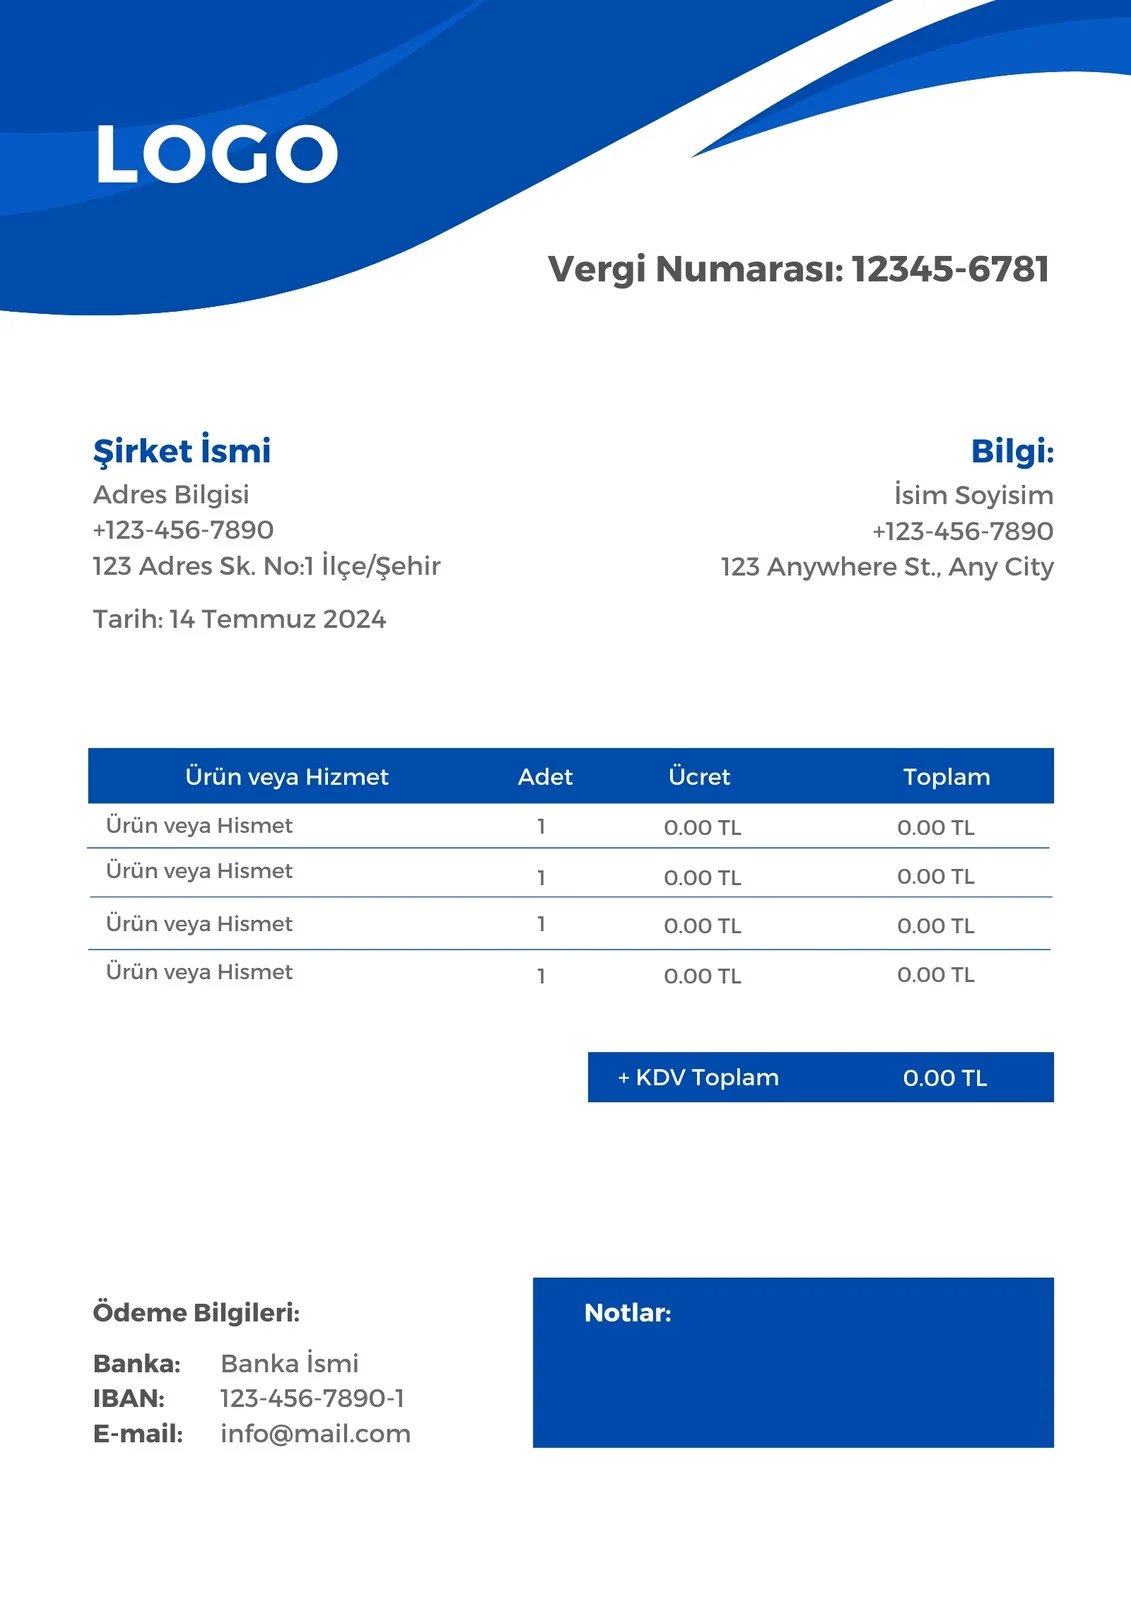 LOGO
Vergi Numarası: 12345-6781
Şirket İsmi
Adres Bilgisi
+123-456-7890
123 Adres Sk. No:1 İlçe/Şehir
Tarih: 14 Temmuz 2024
Bilgi:
İsim Soyisim
+123-456-7890
123 Anywhere St., Any City
Ürün veya Hizmet Adet Ücret Toplam
Ürün veya Hismet 1 0.00 TL 0.00 TL
Ürün veya Hismet 1 0.00 TL 0.00 TL
Ürün veya Hismet 1 0.00 TL 0.00 TL
Ürün veya Hismet 1 0.00 TL 0.00 TL
+ KDV Toplam 0.00 TL
Ödeme Bilgileri:
Banka: Banka İsmi
IBAN: 123-456-7890-1
E-mail: info@mail.com
Notlar: